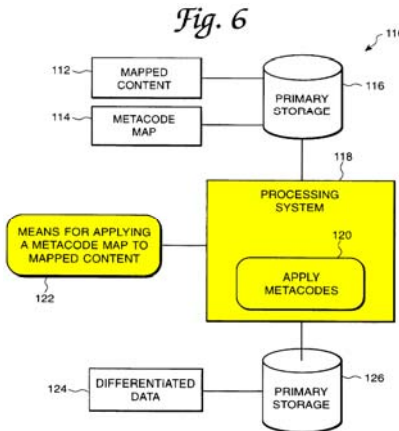 Fig. 6
110
112
MAPPED
CONTENT
114
METACODE
MAP
PRIMARY
STORAGE
116
118
PROCESSING
SYSTEM
MEANS FOR APPLYING
A METACODE MAP TO
MAPPED CONTENT
122
120
APPLY
METACODES
124
DIFFERENTIATED
DATA
PRIMARY
STORAGE
126